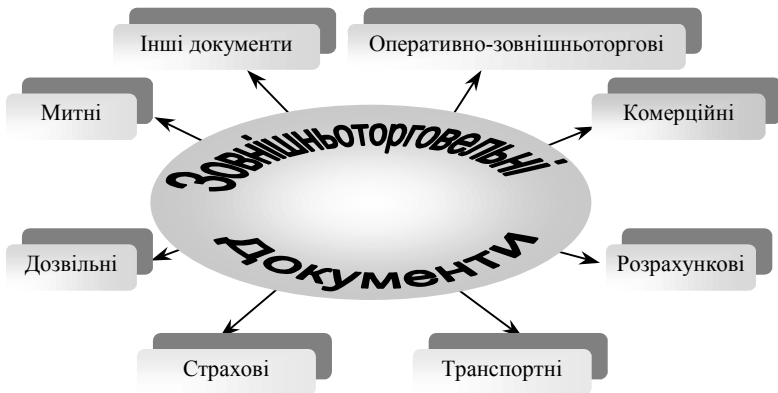 Інші документи
Оперативно-зовнішньоторгові
Митні
Комерційні
Зовнішньоторговельні
документи
Дозвільні
Розрахункові
Страхові
Транспортні